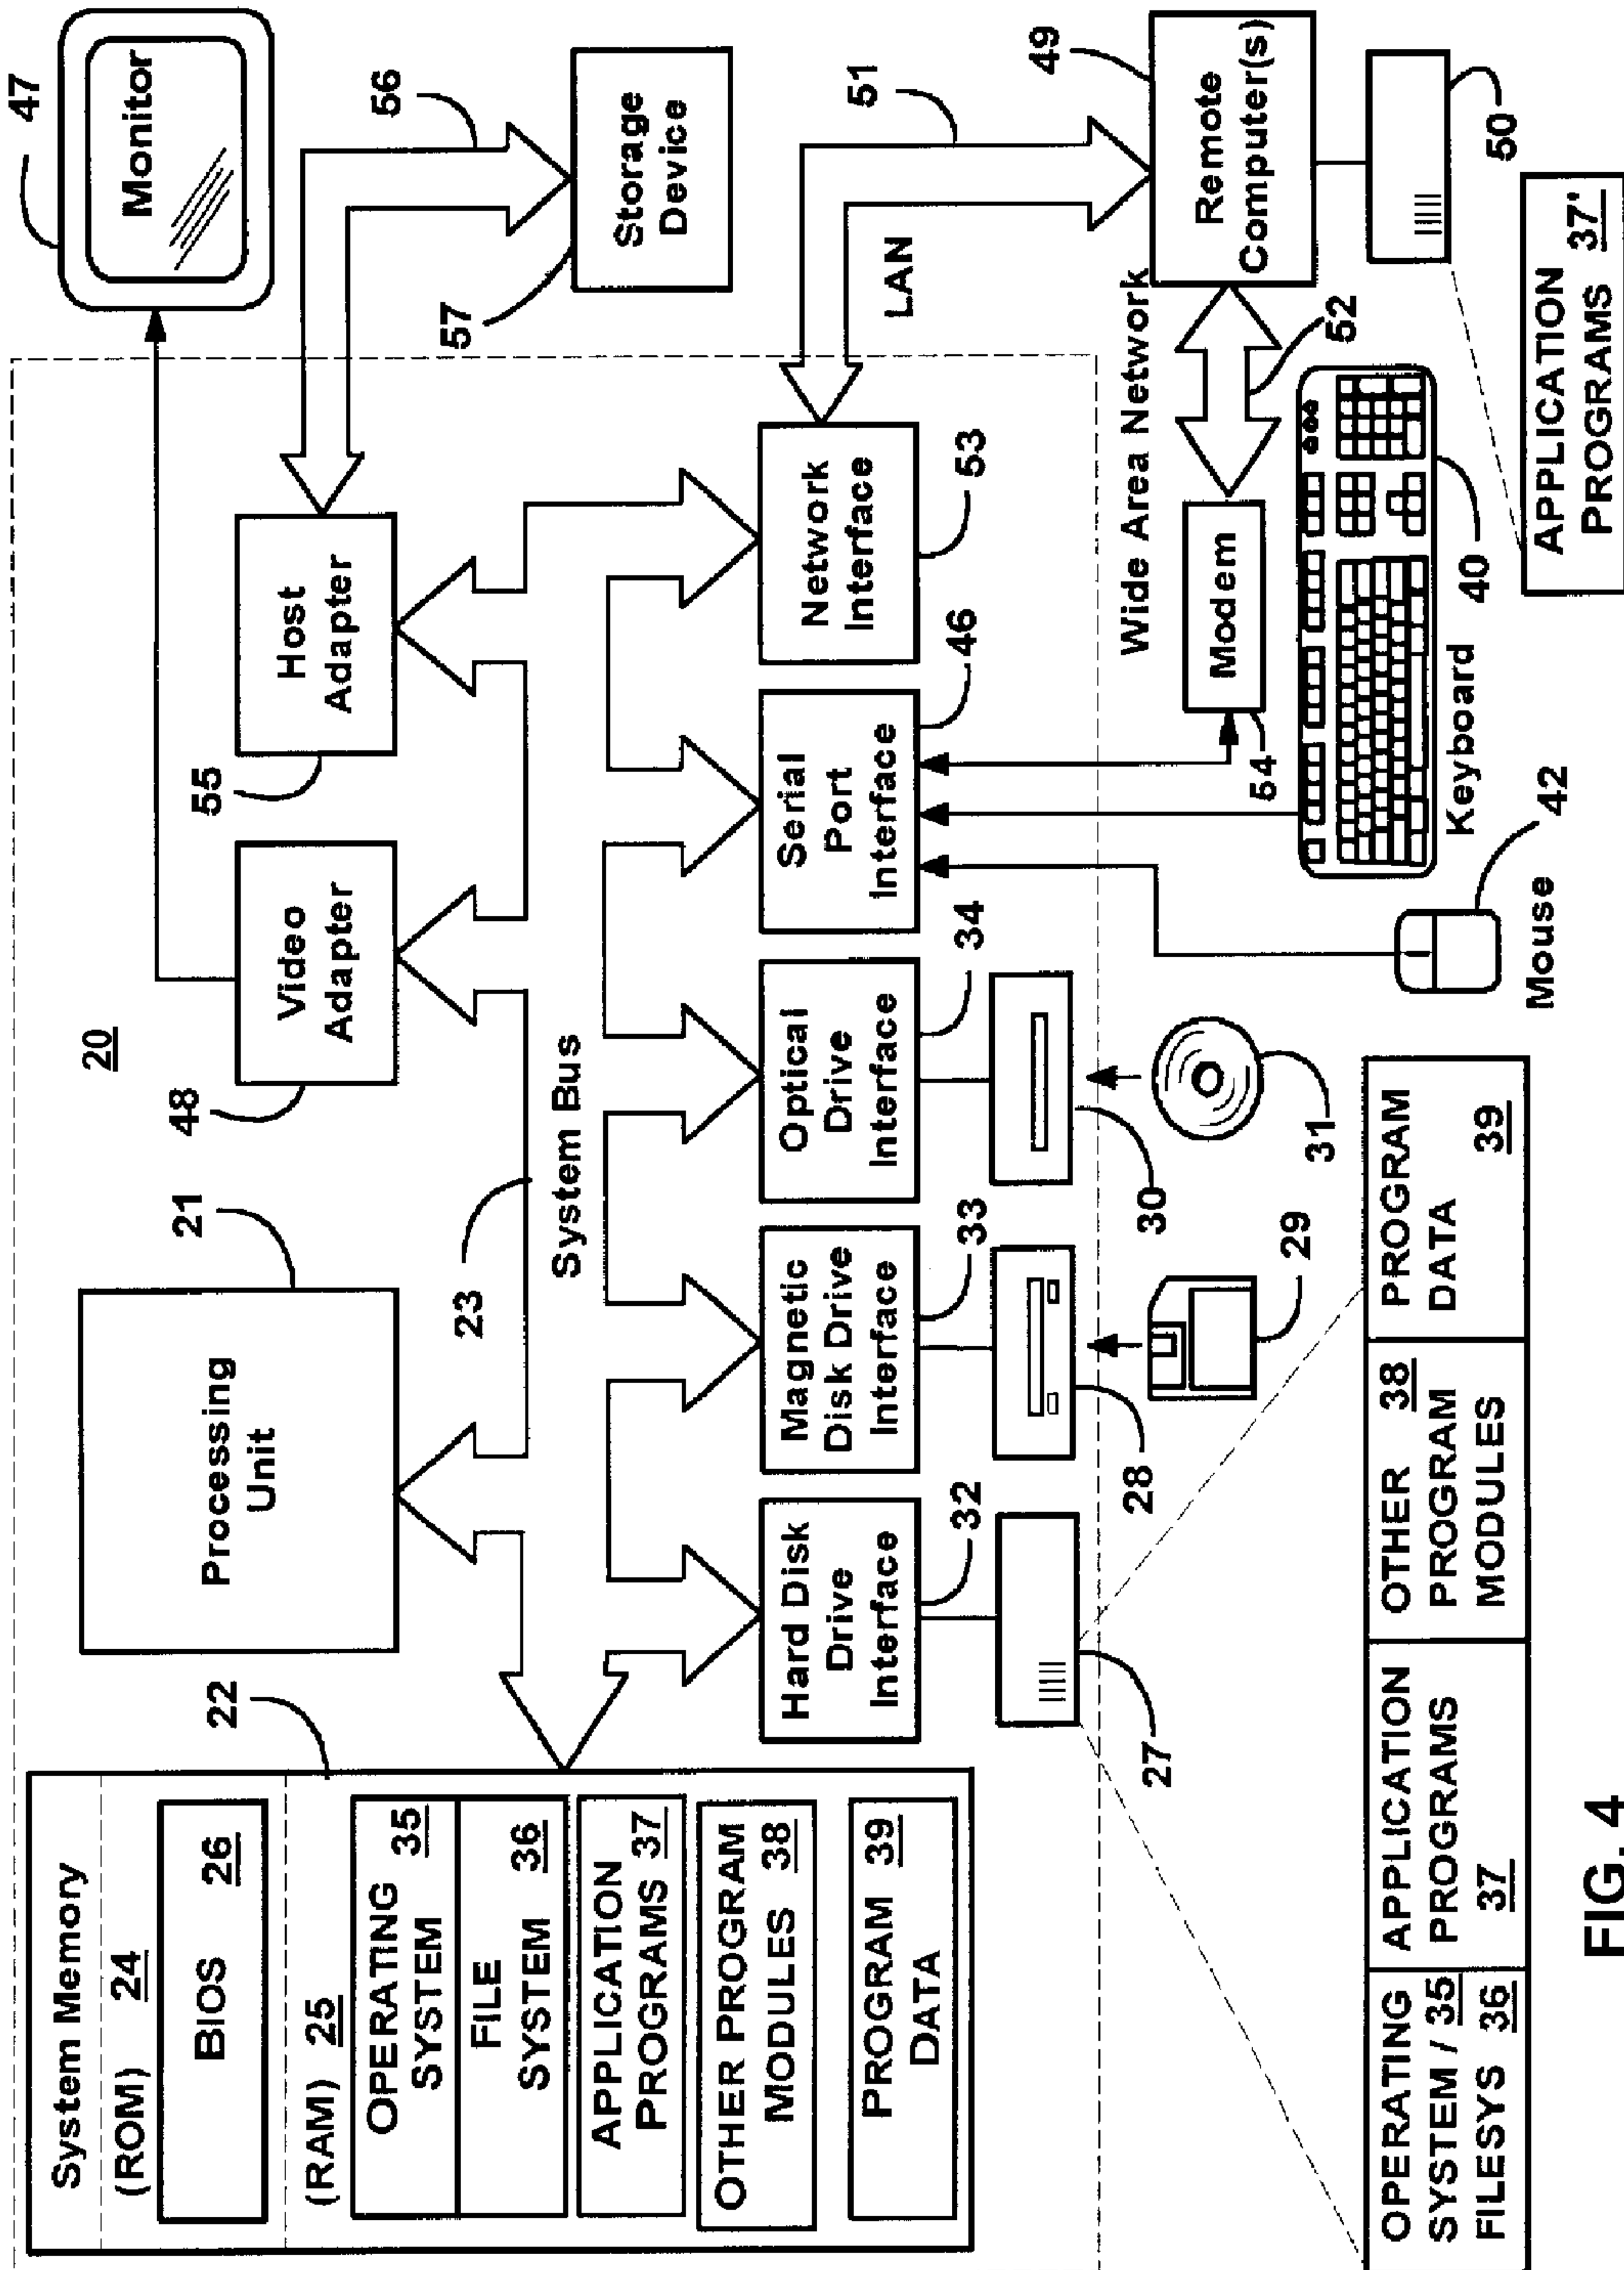 System Memory
(ROM) 24
BIOS 26
(RAM) 25
OPERATING
SYSTEM 35
FILE
SYSTEM 36
APPLICATION
PROGRAMS 37
OTHER PROGRAM
MODULES 38
PROGRAM 39
DATA
22
Processing
Unit
21
20
Video
Adapter
48
Host
Adapter
55
47
Monitor
56
Storage
Device
57
23
System Bus
Hard Disk
Drive
Interface
32
Magnetic
Disk Drive
Interface
33
Optical
Drive
Interface
34
Serial
Port
Interface
46
Network
Interface
53
LAN
51
27
28
30
29
31
Wide Area Network
Modem
54
52
Remote
Computer(s)
49
50
Keyboard
40
Mouse
42
OPERATING
SYSTEM / 35
FILESYS 36
APPLICATION
PROGRAMS
37
OTHER 38
PROGRAM
MODULES
PROGRAM
DATA
39
APPLICATION
PROGRAMS 37'
FIG. 4